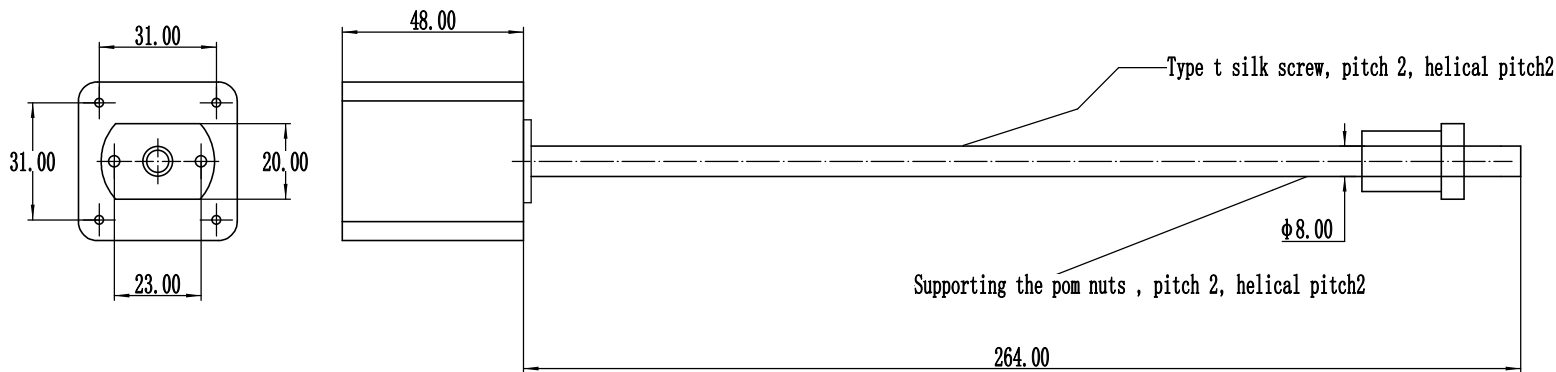 48.00
31.00
Type t silk screw, pitch 2, helical pitch2
31.00
20.00
ф8.00
23.00
Supporting the pom nuts , pitch 2, helical pitch2
264.00